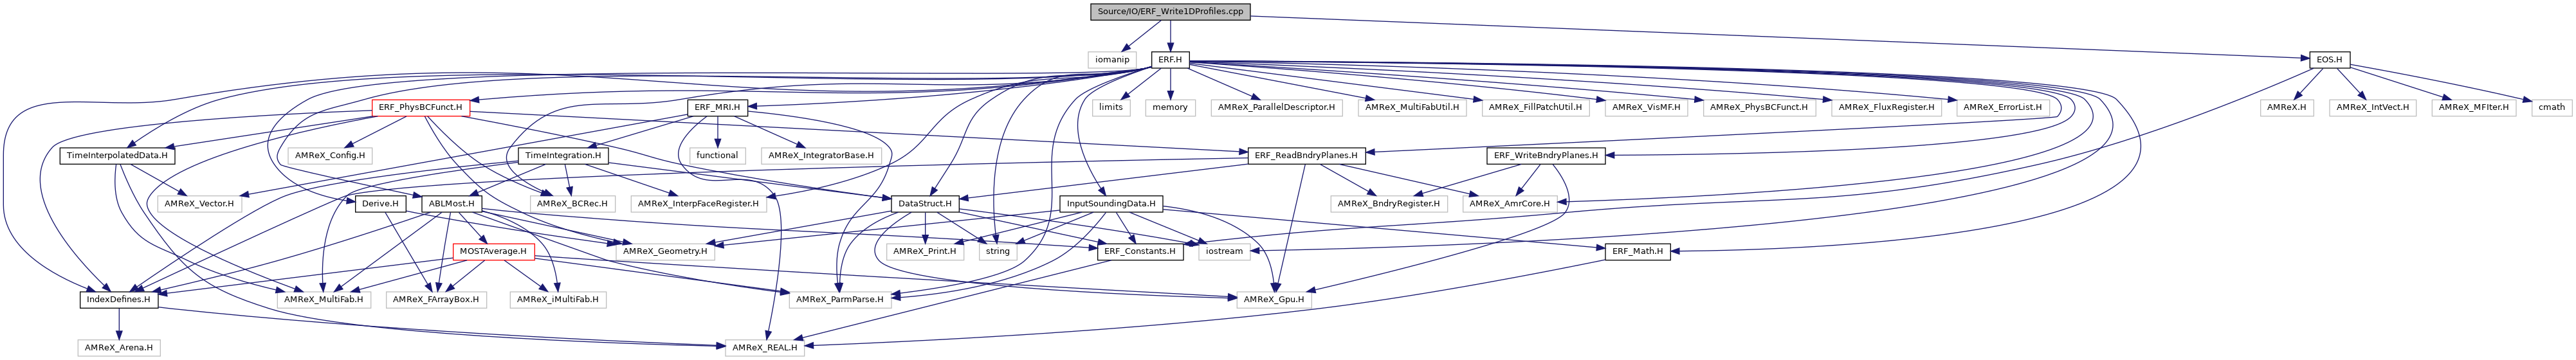 Source/IO/ERF_Write1DProfiles.cpp
iomanip
ERF.H
EOS.H
ERF_PhysBCFunct.H
ERF_MRI.H
limits
memory
AMReX_ParallelDescriptor.H
AMReX_MultiFabUtil.H
AMReX_FillPatchUtil.H
AMReX_VisMF.H
AMReX_PhysBCFunct.H
AMReX_FluxRegister.H
AMReX_ErrorList.H
AMReX.H
AMReX_IntVect.H
AMReX_MFIter.H
cmath
TimeInterpolatedData.H
AMReX_Config.H
TimeIntegration.H
functional
AMReX_IntegratorBase.H
ERF_ReadBndryPlanes.H
ERF_WriteBndryPlanes.H
AMReX_Vector.H
Derive.H
ABLMost.H
AMReX_BCRec.H
AMReX_InterpFaceRegister.H
DataStruct.H
InputSoundingData.H
AMReX_BndryRegister.H
AMReX_AmrCore.H
MOSTAverage.H
AMReX_Geometry.H
AMReX_Print.H
string
ERF_Constants.H
iostream
ERF_Math.H
IndexDefines.H
AMReX_MultiFab.H
AMReX_FArrayBox.H
AMReX_iMultiFab.H
AMReX_ParmParse.H
AMReX_Gpu.H
AMReX_Arena.H
AMReX_REAL.H